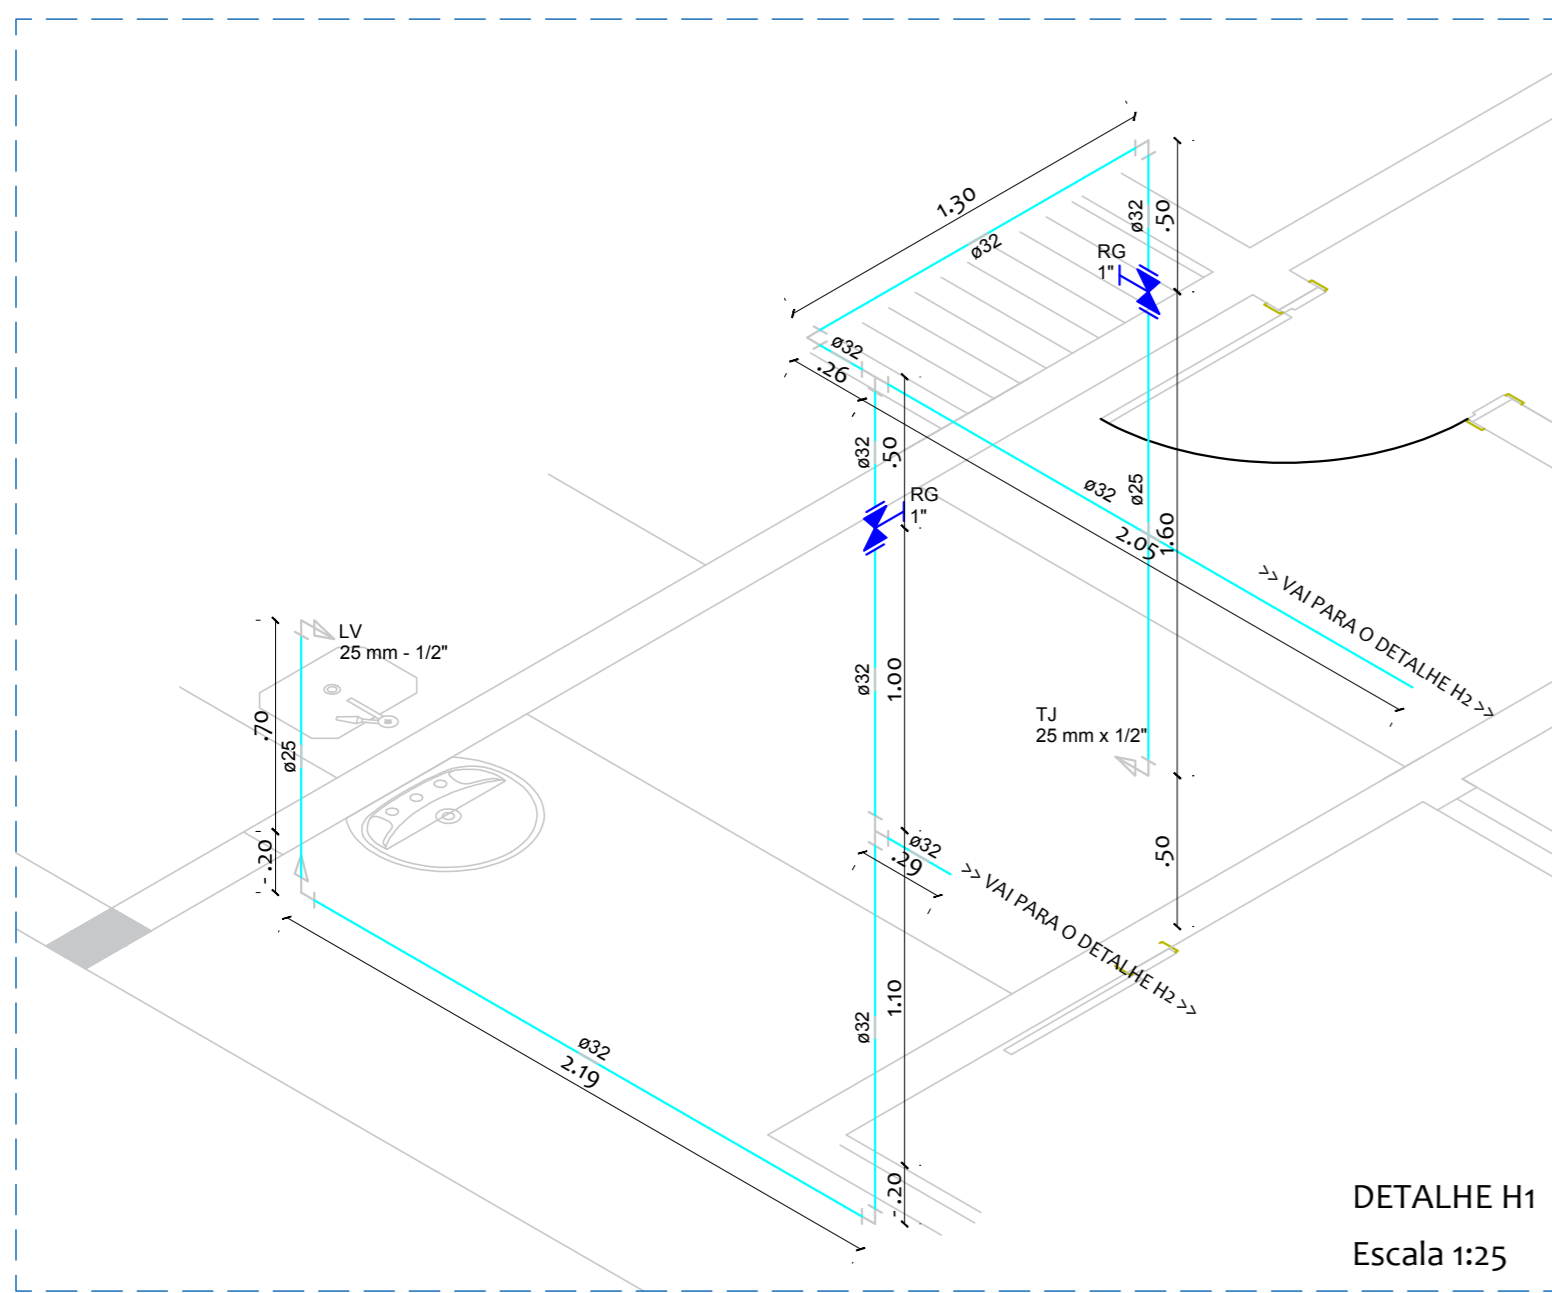 1.30
ø32
ø32
.50
RG
1"
ø32
.26
ø32
.50
RG
1"
ø32
2.05
ø25
1.60
>> VAI PARA O DETALHE H2 >>
LV
25 mm - 1/2"
.70
ø25
-.20
ø32
1.00
TJ
25 mm x 1/2"
.50
ø32
.29
>> VAI PARA O DETALHE H2 >>
ø32
1.10
ø32
2.19
-.20
DETALHE H1
Escala 1:25